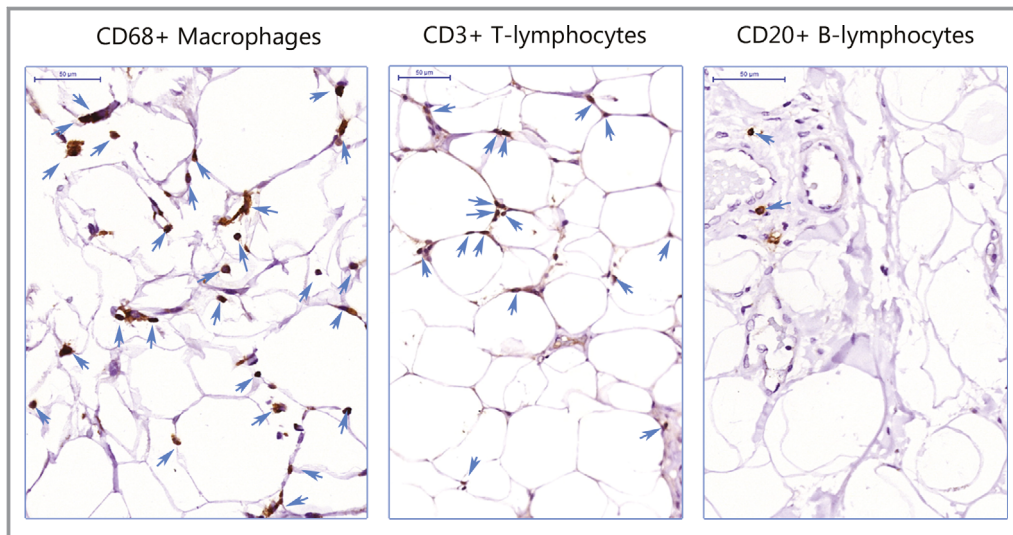 CD68+ Macrophages
CD3+ T-lymphocytes
CD20+ B-lymphocytes
50 µm
50 µm
50 µm